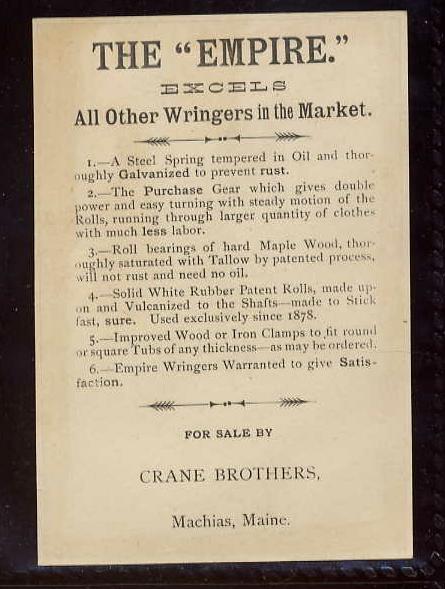 THE "EMPIRE."
EXCELS
All Other Wringers in the Market.
1.—A Steel Spring tempered in Oil and thor-
oughly Galvanized to prevent rust.
2.—The Purchase Gear which gives double
power and easy turning with steady motion of the
Rolls, running through larger quantity of clothes
with much less labor.
3.—Roll bearings of hard Maple Wood, thor-
oughly saturated with Tallow by patented process,
will not rust and need no oil.
4.—Solid White Rubber Patent Rolls, made up-
on and Vulcanized to the Shafts—made to Stick
fast, sure. Used exclusively since 1878.
5.—Improved Wood or Iron Clamps to fit round
or square Tubs of any thickness—as may be ordered.
6.—Empire Wringers Warranted to give Satis-
faction.
FOR SALE BY
CRANE BROTHERS,
Machias, Maine.